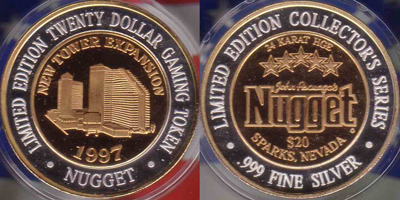 LIMITED EDITION TWENTY DOLLAR GAMING TOKEN
NEW TOWER EXPANSION
1997
• NUGGET •
LIMITED EDITION COLLECTOR'S SERIES
24 KARAT HGE
John Ascuaga's
Nugget
$20
SPARKS, NEVADA
• .999 FINE SILVER •